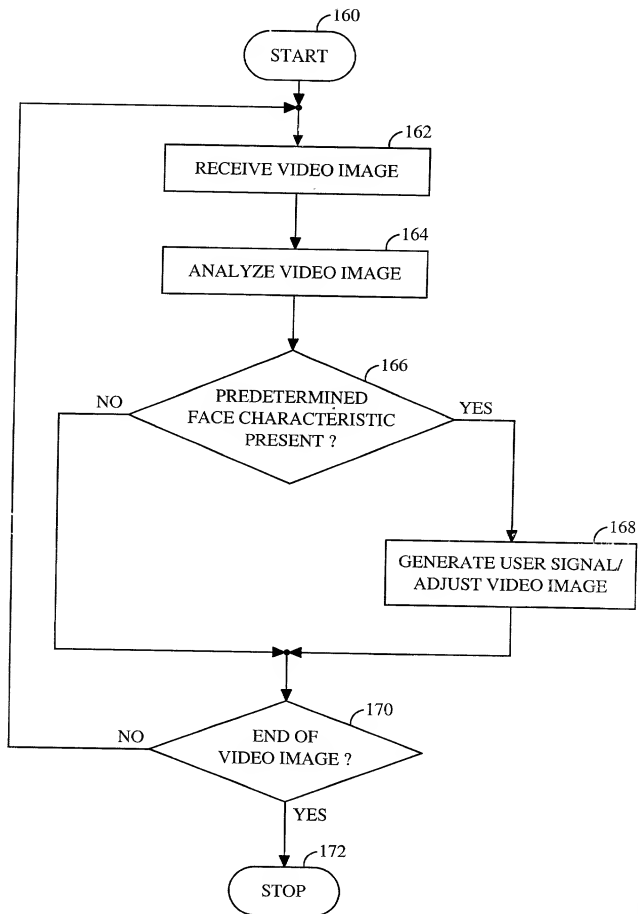 160
START
162
RECEIVE VIDEO IMAGE
164
ANALYZE VIDEO IMAGE
166
PREDETERMINED
FACE CHARACTERISTIC
PRESENT ?
NO
YES
168
GENERATE USER SIGNAL/
ADJUST VIDEO IMAGE
170
END OF
VIDEO IMAGE ?
NO
YES
172
STOP